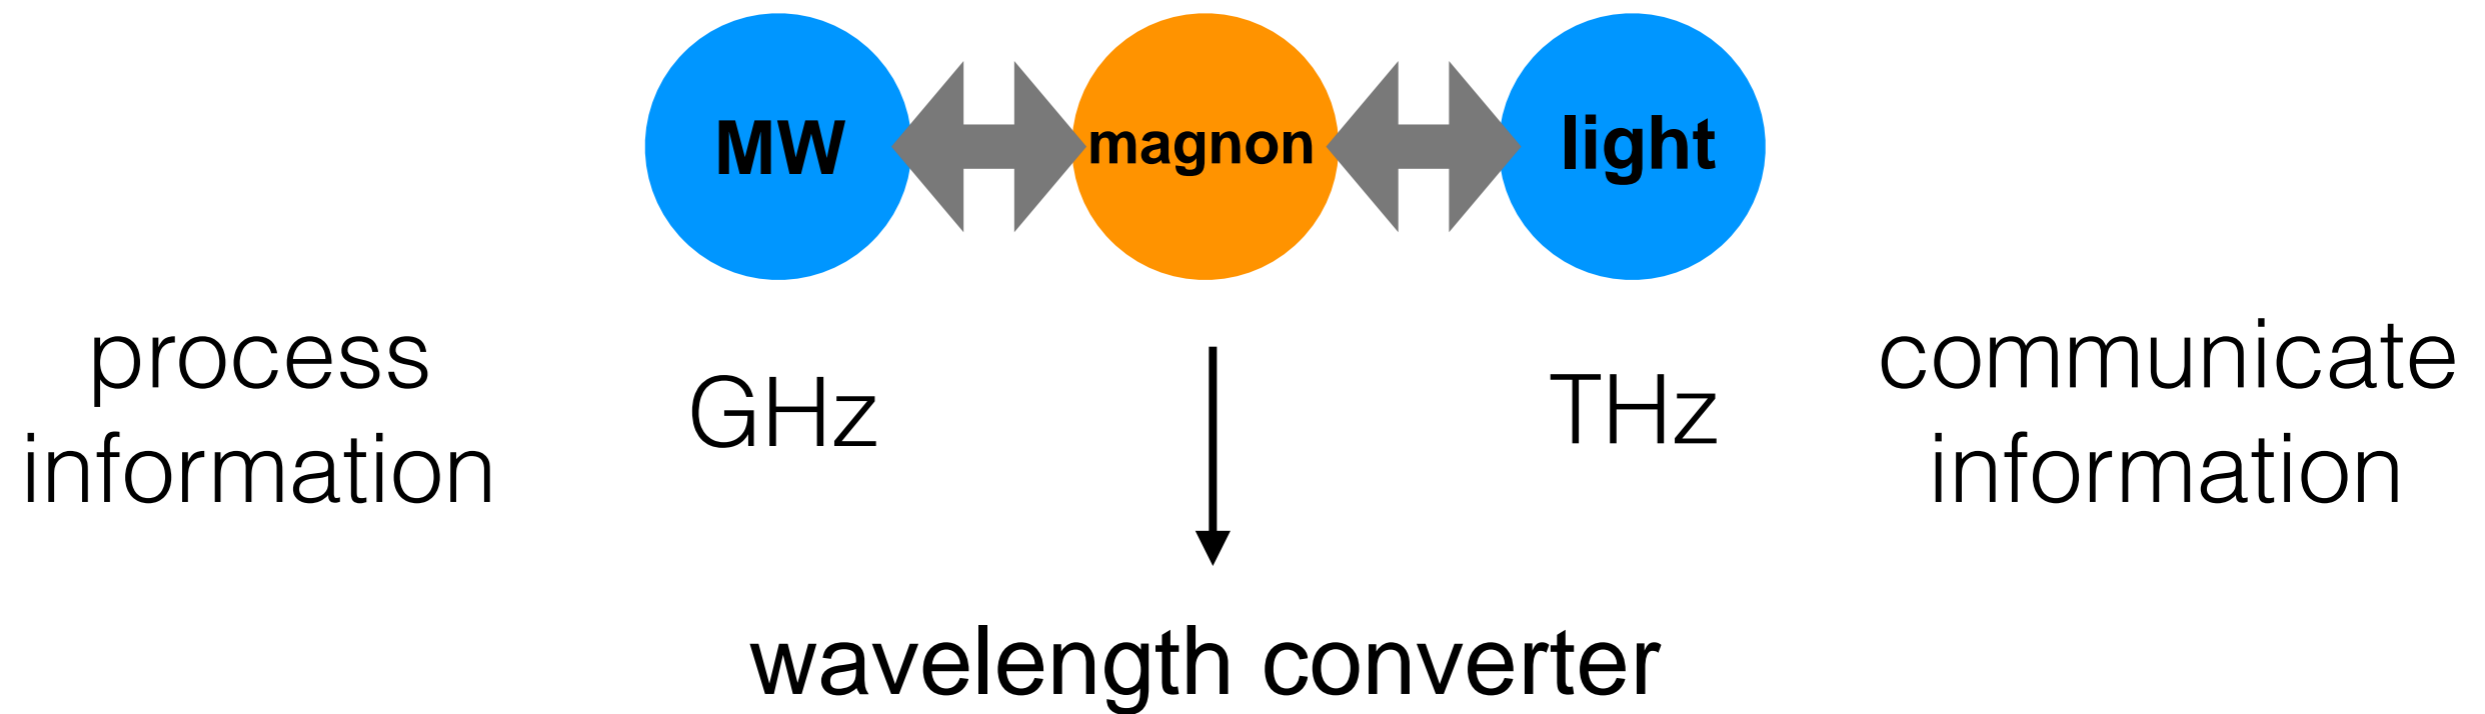 MW
magnon
light
process
information
GHz
THz
communicate
information
wavelength converter